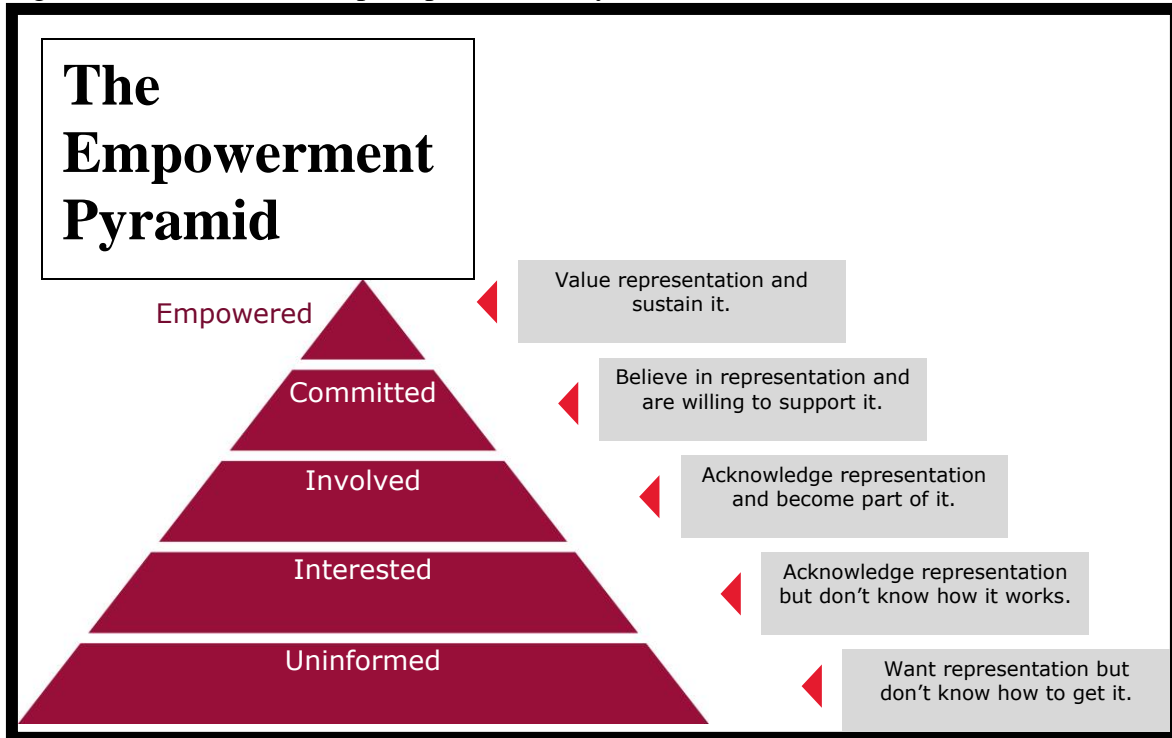 The
Empowerment
Pyramid
Empowered
Value representation and
sustain it.
Committed
Believe in representation and
are willing to support it.
Involved
Acknowledge representation
and become part of it.
Interested
Acknowledge representation
but don’t know how it works.
Uninformed
Want representation but
don’t know how to get it.